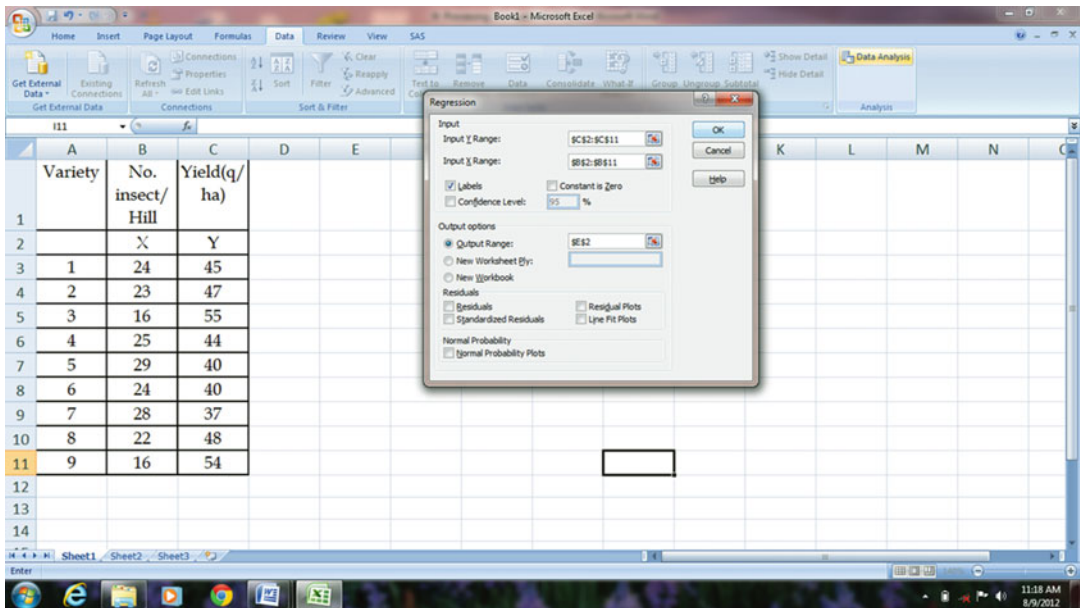 Book1 - Microsoft Excel
Home Insert Page Layout Formulas Data Review View SAS
Get External Data Existing Connections Refresh All Connections Properties Edit Links Sort Filter Clear Reapply Advanced Text to Remove Data Consolidate What-If Group Ungroup Subtotal Show Detail Hide Detail Data Analysis
Get External Data Connections Sort & Filter Analysis
I11 fx
A B C D E K L M N
1 Variety No. insect/ Hill Yield(q/ ha)
2 X Y
3 1 24 45
4 2 23 47
5 3 16 55
6 4 25 44
7 5 29 40
8 6 24 40
9 7 28 37
10 8 22 48
11 9 16 54
12
13
14
Regression
Input
Input Y Range: $C$2:$C$11 OK
Input X Range: $B$2:$B$11 Cancel
Labels Constant is Zero Help
Confidence Level: 95 %
Output options
Output Range: $E$2
New Worksheet Ply:
New Workbook
Residuals
Residuals Residual Plots
Standardized Residuals Line Fit Plots
Normal Probability
Normal Probability Plots
Sheet1 Sheet2 Sheet3
Enter
11:18 AM
8/9/2012